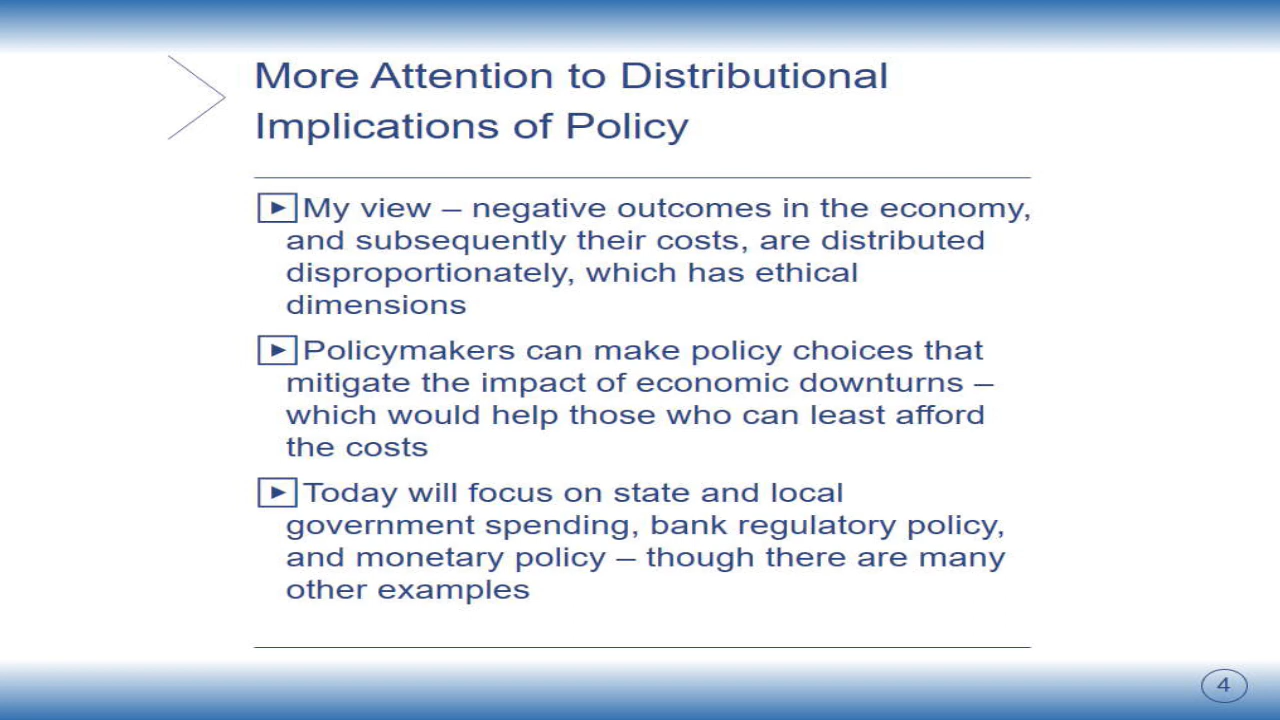 More Attention to Distributional
Implications of Policy
My view – negative outcomes in the economy,
and subsequently their costs, are distributed
disproportionately, which has ethical
dimensions
Policymakers can make policy choices that
mitigate the impact of economic downturns –
which would help those who can least afford
the costs
Today will focus on state and local
government spending, bank regulatory policy,
and monetary policy – though there are many
other examples
4